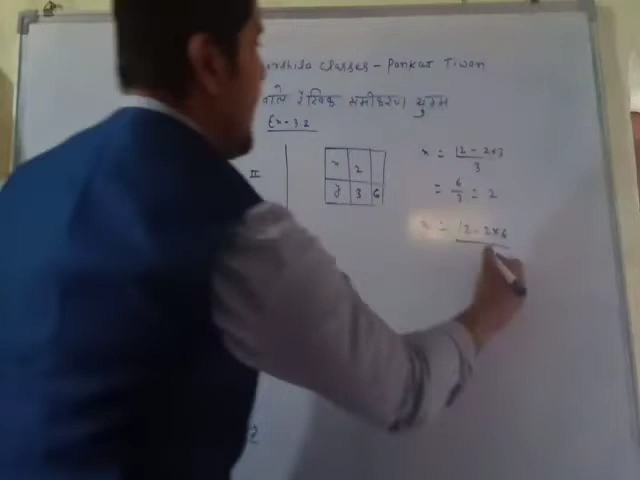 Classes - Pankaj Tiwari
वाले रैखिक समीकरण युग्म
Ex - 3.2
II
x 2
y 3 6
x = 12 - 2×3 / 3
= 6/3 = 2
x = 12 - 2×6